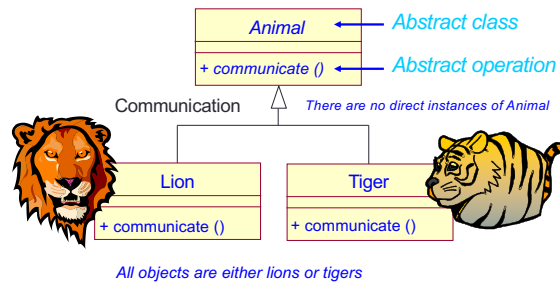 Animal
Abstract class
+ communicate ()
Abstract operation
Communication
There are no direct instances of Animal
Lion
Tiger
+ communicate ()
+ communicate ()
All objects are either lions or tigers